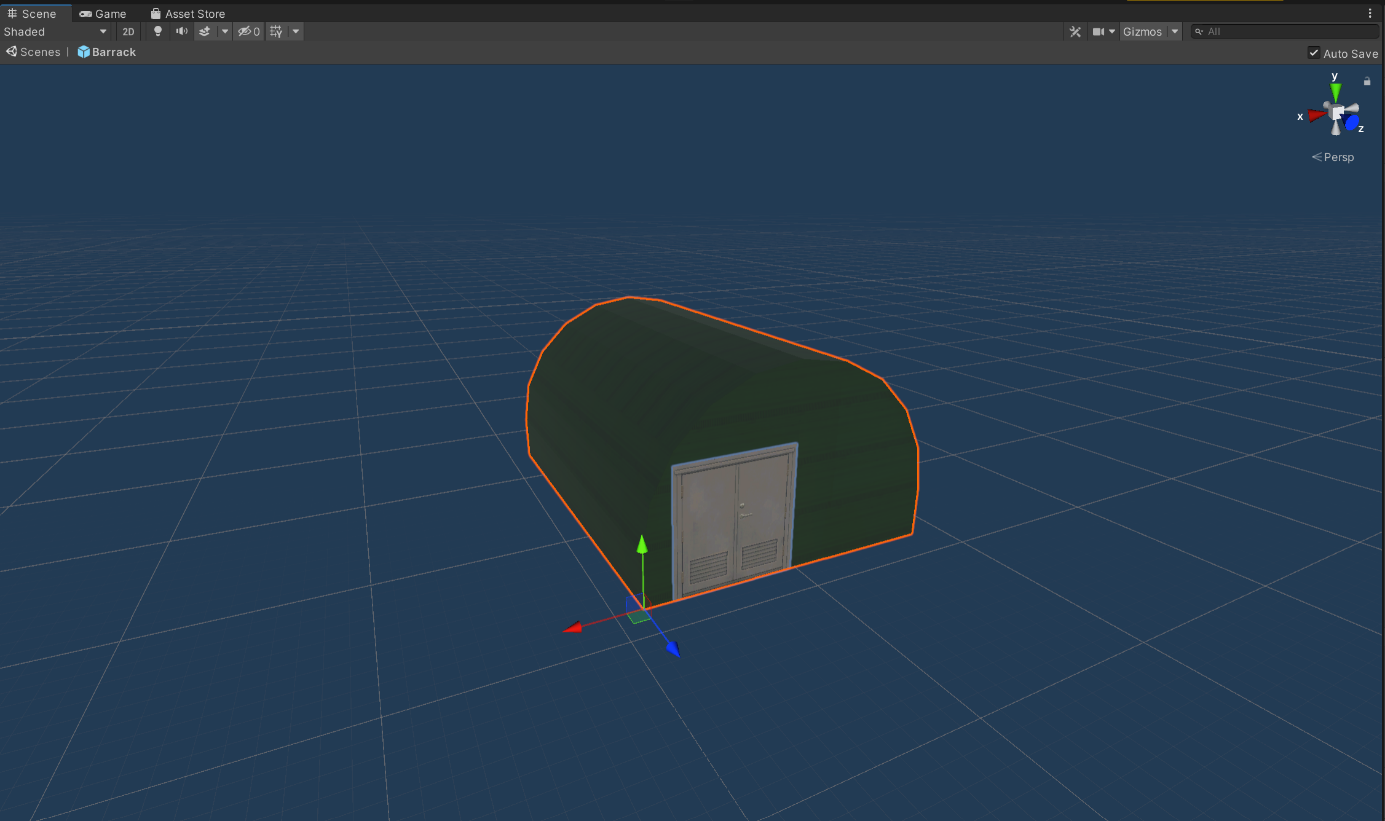 Scene Game Asset Store
Shaded 2D 0 Gizmos All
Scenes | Barrack Auto Save
y
x
z
Persp